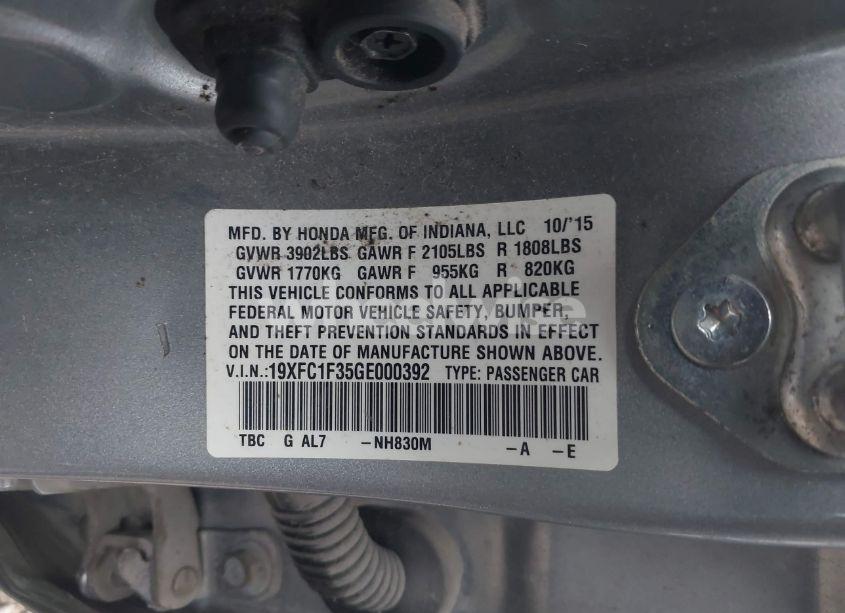 MFD. BY HONDA MFG. OF INDIANA, LLC 10/'15
GVWR 3902LBS GAWR F 2105LBS R 1808LBS
GVWR 1770KG GAWR F 955KG R 820KG
THIS VEHICLE CONFORMS TO ALL APPLICABLE
FEDERAL MOTOR VEHICLE SAFETY, BUMPER,
AND THEFT PREVENTION STANDARDS IN EFFECT
ON THE DATE OF MANUFACTURE SHOWN ABOVE.
V.I.N.:19XFC1F35GE000392 TYPE: PASSENGER CAR
TBC G AL7 -NH830M -A -E